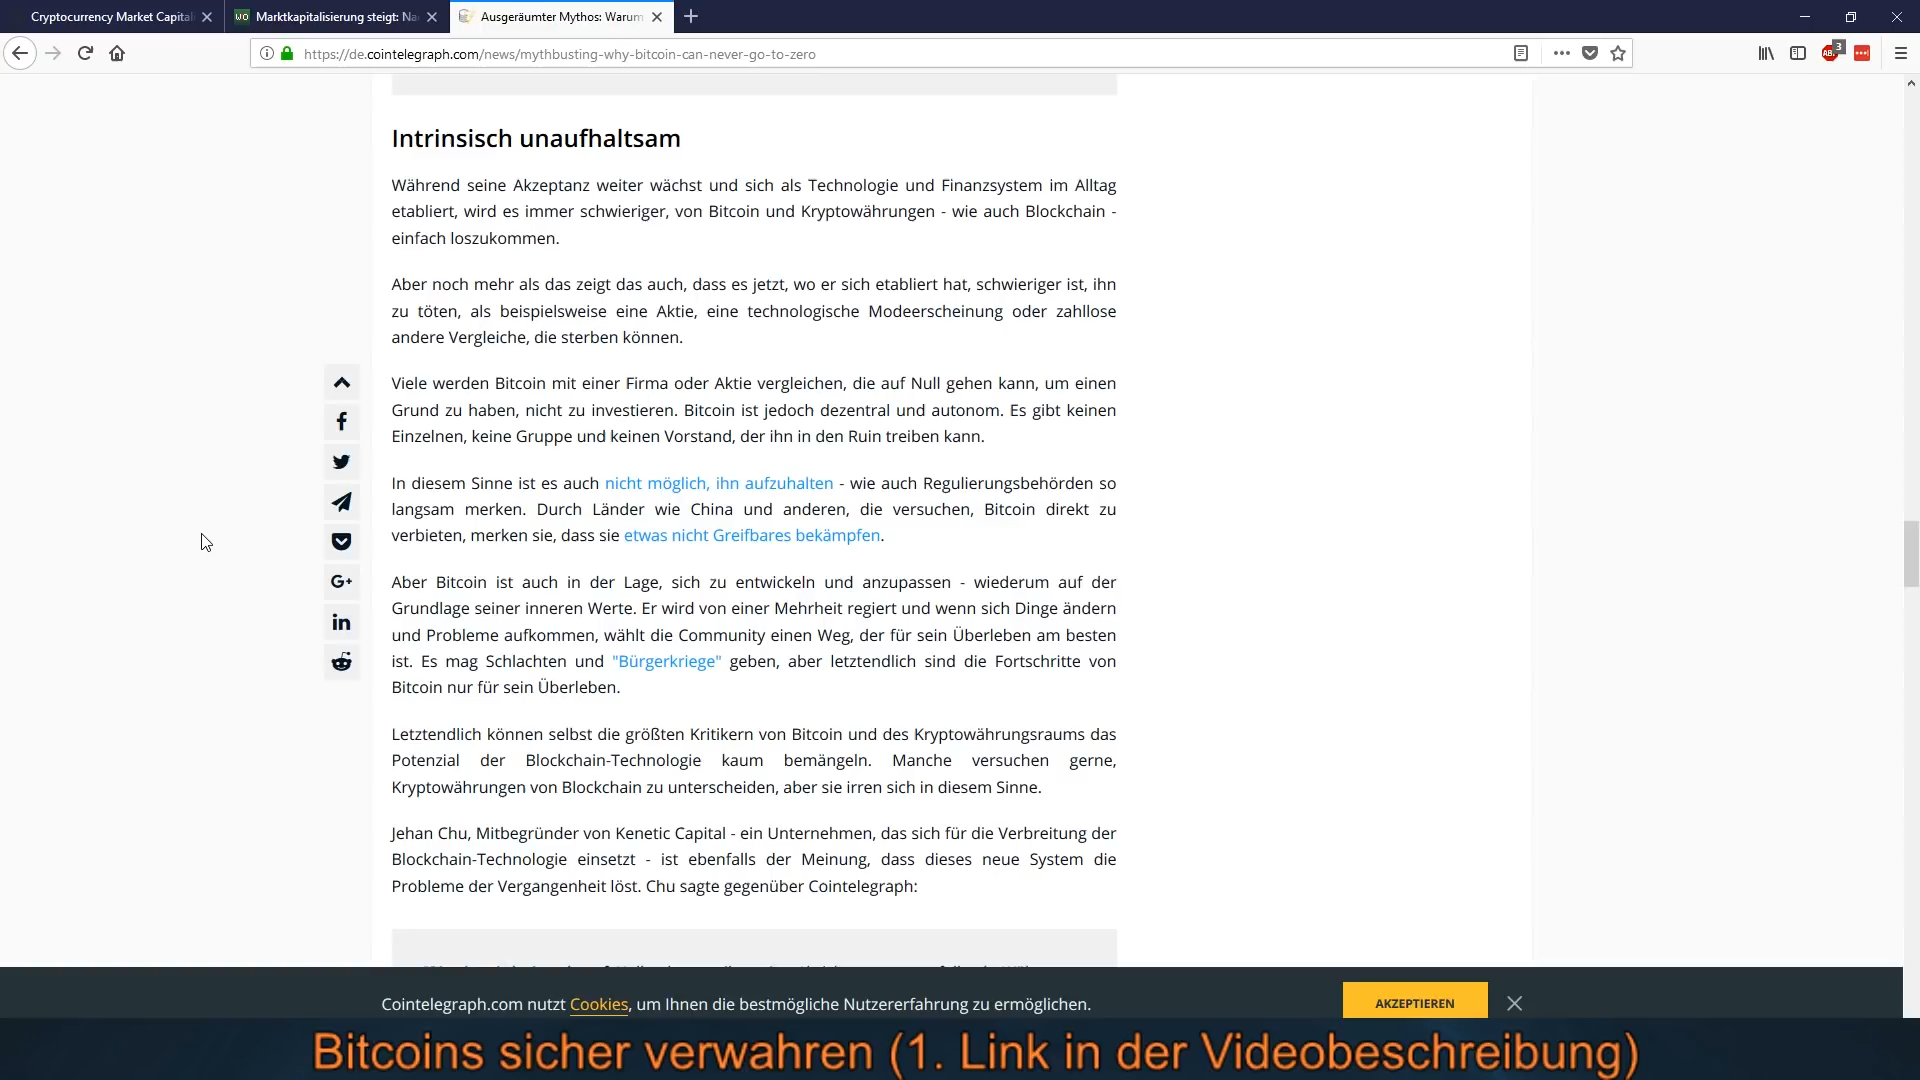 Cryptocurrency Market Capital
Marktkapitalisierung steigt: Na
Ausgeräumter Mythos: Warum
https://de.cointelegraph.com/news/mythbusting-why-bitcoin-can-never-go-to-zero
ABP
3
Intrinsisch unaufhaltsam
Während seine Akzeptanz weiter wächst und sich als Technologie und Finanzsystem im Alltag
etabliert, wird es immer schwieriger, von Bitcoin und Kryptowährungen - wie auch Blockchain -
einfach loszukommen.
Aber noch mehr als das zeigt das auch, dass es jetzt, wo er sich etabliert hat, schwieriger ist, ihn
zu töten, als beispielsweise eine Aktie, eine technologische Modeerscheinung oder zahllose
andere Vergleiche, die sterben können.
Viele werden Bitcoin mit einer Firma oder Aktie vergleichen, die auf Null gehen kann, um einen
Grund zu haben, nicht zu investieren. Bitcoin ist jedoch dezentral und autonom. Es gibt keinen
Einzelnen, keine Gruppe und keinen Vorstand, der ihn in den Ruin treiben kann.
In diesem Sinne ist es auch nicht möglich, ihn aufzuhalten - wie auch Regulierungsbehörden so
langsam merken. Durch Länder wie China und anderen, die versuchen, Bitcoin direkt zu
verbieten, merken sie, dass sie etwas nicht Greifbares bekämpfen.
Aber Bitcoin ist auch in der Lage, sich zu entwickeln und anzupassen - wiederum auf der
Grundlage seiner inneren Werte. Er wird von einer Mehrheit regiert und wenn sich Dinge ändern
und Probleme aufkommen, wählt die Community einen Weg, der für sein Überleben am besten
ist. Es mag Schlachten und "Bürgerkriege" geben, aber letztendlich sind die Fortschritte von
Bitcoin nur für sein Überleben.
Letztendlich können selbst die größten Kritikern von Bitcoin und des Kryptowährungsraums das
Potenzial der Blockchain-Technologie kaum bemängeln. Manche versuchen gerne,
Kryptowährungen von Blockchain zu unterscheiden, aber sie irren sich in diesem Sinne.
Jehan Chu, Mitbegründer von Kenetic Capital - ein Unternehmen, das sich für die Verbreitung der
Blockchain-Technologie einsetzt - ist ebenfalls der Meinung, dass dieses neue System die
Probleme der Vergangenheit löst. Chu sagte gegenüber Cointelegraph:
Cointelegraph.com nutzt Cookies, um Ihnen die bestmögliche Nutzererfahrung zu ermöglichen.
AKZEPTIEREN
Bitcoins sicher verwahren (1. Link in der Videobeschreibung)